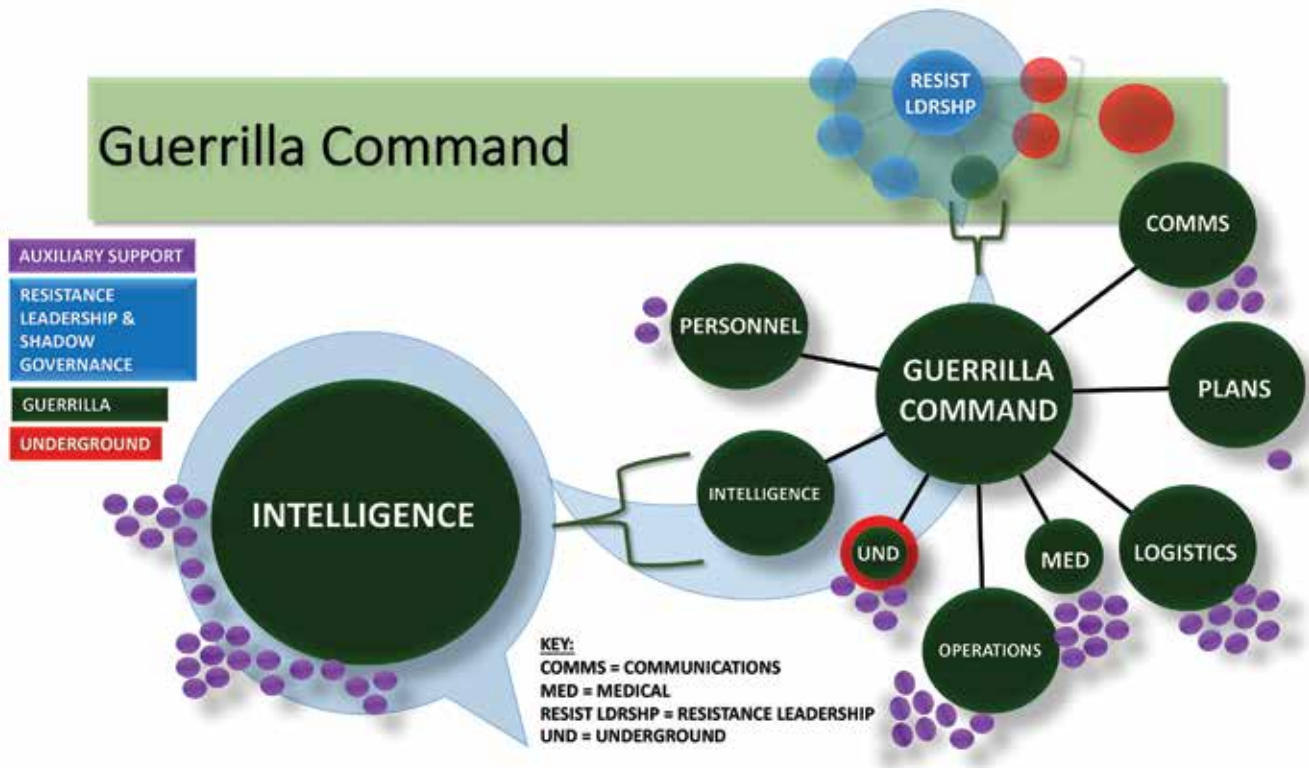 RESIST
LDRSHP
Guerrilla Command
COMMS
AUXILIARY SUPPORT
RESISTANCE
LEADERSHIP &
SHADOW
GOVERNANCE
GUERRILLA
UNDERGROUND
PERSONNEL
GUERRILLA
COMMAND
PLANS
INTELLIGENCE
INTELLIGENCE
UND
MED
LOGISTICS
OPERATIONS
KEY:
COMMS = COMMUNICATIONS
MED = MEDICAL
RESIST LDRSHP = RESISTANCE LEADERSHIP
UND = UNDERGROUND